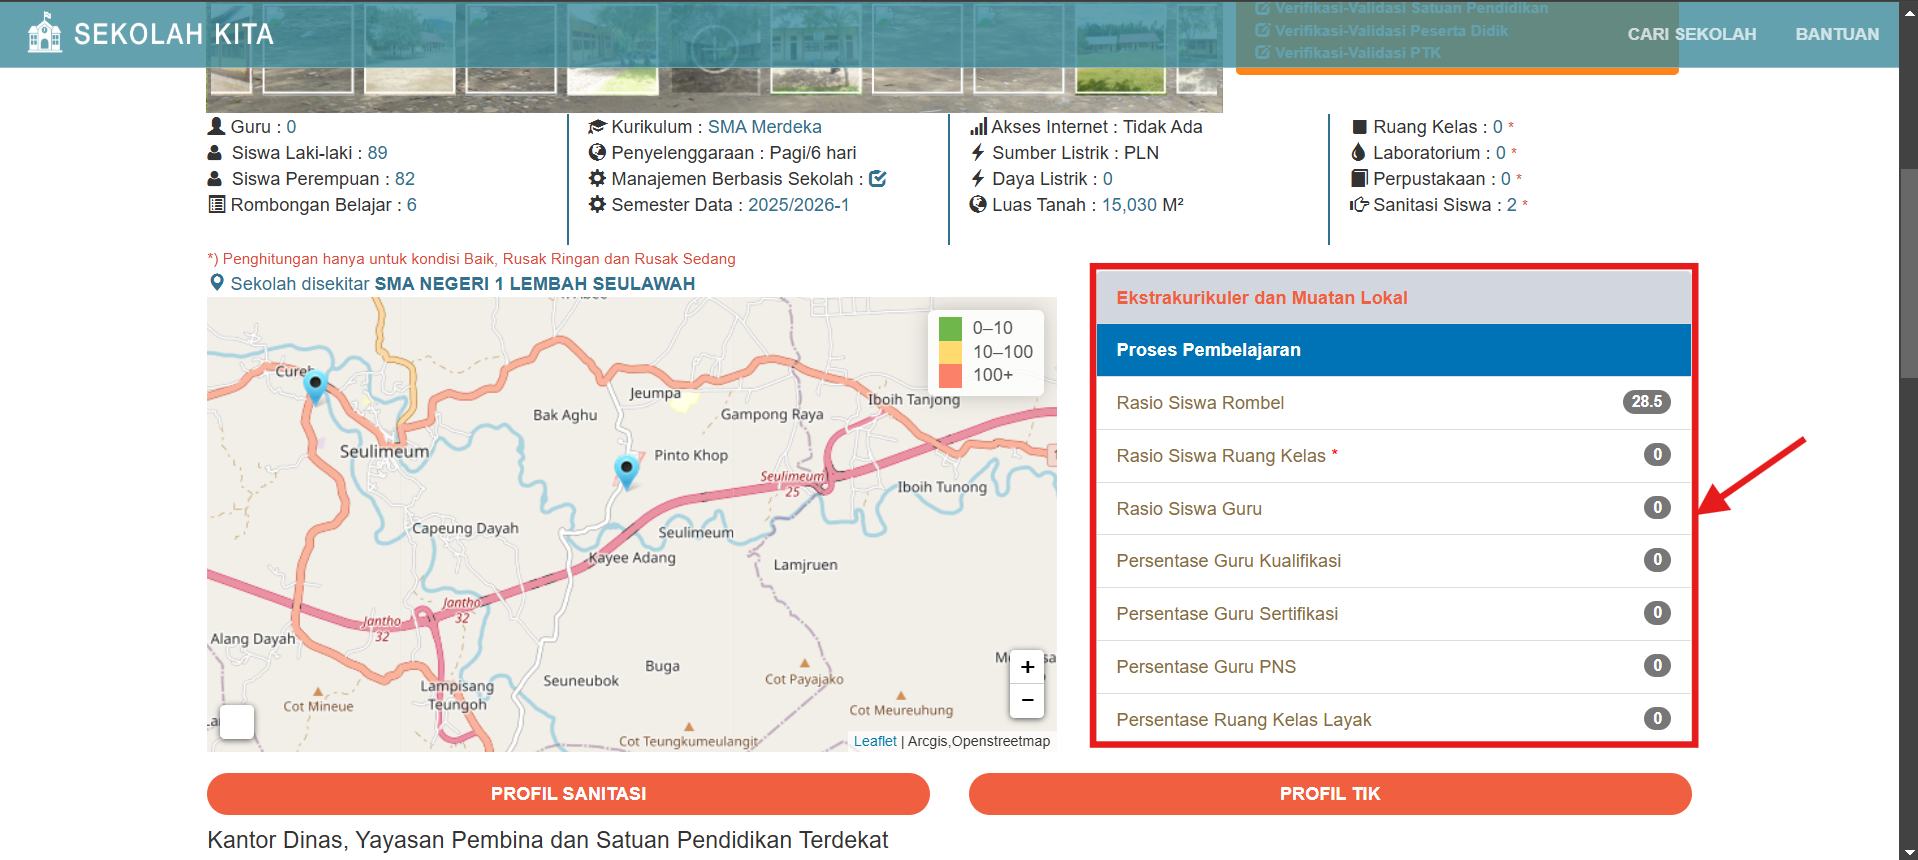 SEKOLAH KITA
CARI SEKOLAH
BANTUAN
Verifikasi-Validasi Satuan Pendidikan
Verifikasi-Validasi Peserta Didik
Verifikasi-Validasi PTK
Guru : 0
Siswa Laki-laki : 89
Siswa Perempuan : 82
Rombongan Belajar : 6
Kurikulum : SMA Merdeka
Penyelenggaraan : Pagi/6 hari
Manajemen Berbasis Sekolah :
Semester Data : 2025/2026-1
Akses Internet : Tidak Ada
Sumber Listrik : PLN
Daya Listrik : 0
Luas Tanah : 15,030 M²
Ruang Kelas : 0 *
Laboratorium : 0 *
Perpustakaan : 0 *
Sanitasi Siswa : 2 *
*) Penghitungan hanya untuk kondisi Baik, Rusak Ringan dan Rusak Sedang
Sekolah disekitar SMA NEGERI 1 LEMBAH SEULAWAH
0–10
10–100
100+
Jeumpa
Iboih Tanjong
Bak Aghu
Gampong Raya
Seulimeum
Pinto Khop
Seulimeum
25
Iboih Tunong
Capeung Dayah
Seulimeum
Kayee Adang
Lamjruen
Jantho
32
Jantho
32
Alang Dayah
Buga
Seuneubok
Cot Payajako
Lampisang
Teungoh
Cot Mineue
Cot Meureuhung
Cot Teungkumeulangit
+
−
Leaflet | Arcgis,Openstreetmap
Ekstrakurikuler dan Muatan Lokal
Proses Pembelajaran
Rasio Siswa Rombel 28.5
Rasio Siswa Ruang Kelas * 0
Rasio Siswa Guru 0
Persentase Guru Kualifikasi 0
Persentase Guru Sertifikasi 0
Persentase Guru PNS 0
Persentase Ruang Kelas Layak 0
PROFIL SANITASI
PROFIL TIK
Kantor Dinas, Yayasan Pembina dan Satuan Pendidikan Terdekat